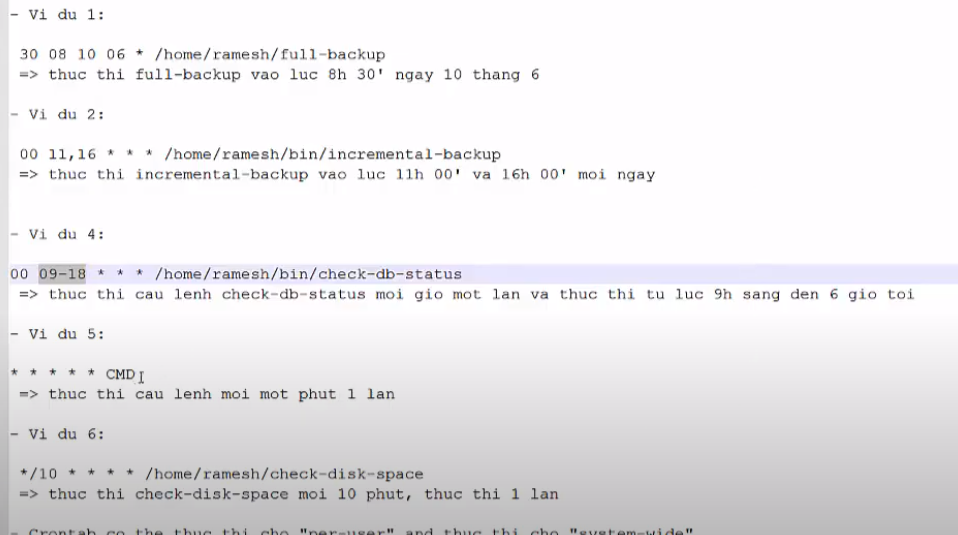 - Vi du 1:
30 08 10 06 * /home/ramesh/full-backup
=> thuc thi full-backup vao luc 8h 30' ngay 10 thang 6
- Vi du 2:
00 11,16 * * * /home/ramesh/bin/incremental-backup
=> thuc thi incremental-backup vao luc 11h 00' va 16h 00' moi ngay
- Vi du 4:
00 09-18 * * * /home/ramesh/bin/check-db-status
=> thuc thi cau lenh check-db-status moi gio mot lan va thuc thi tu luc 9h sang den 6 gio toi
- Vi du 5:
* * * * * CMD
=> thuc thi cau lenh moi mot phut 1 lan
- Vi du 6:
*/10 * * * * /home/ramesh/check-disk-space
=> thuc thi check-disk-space moi 10 phut, thuc thi 1 lan
- Crontab co the thuc thi cho "per-user" and thuc thi cho "system-wide"